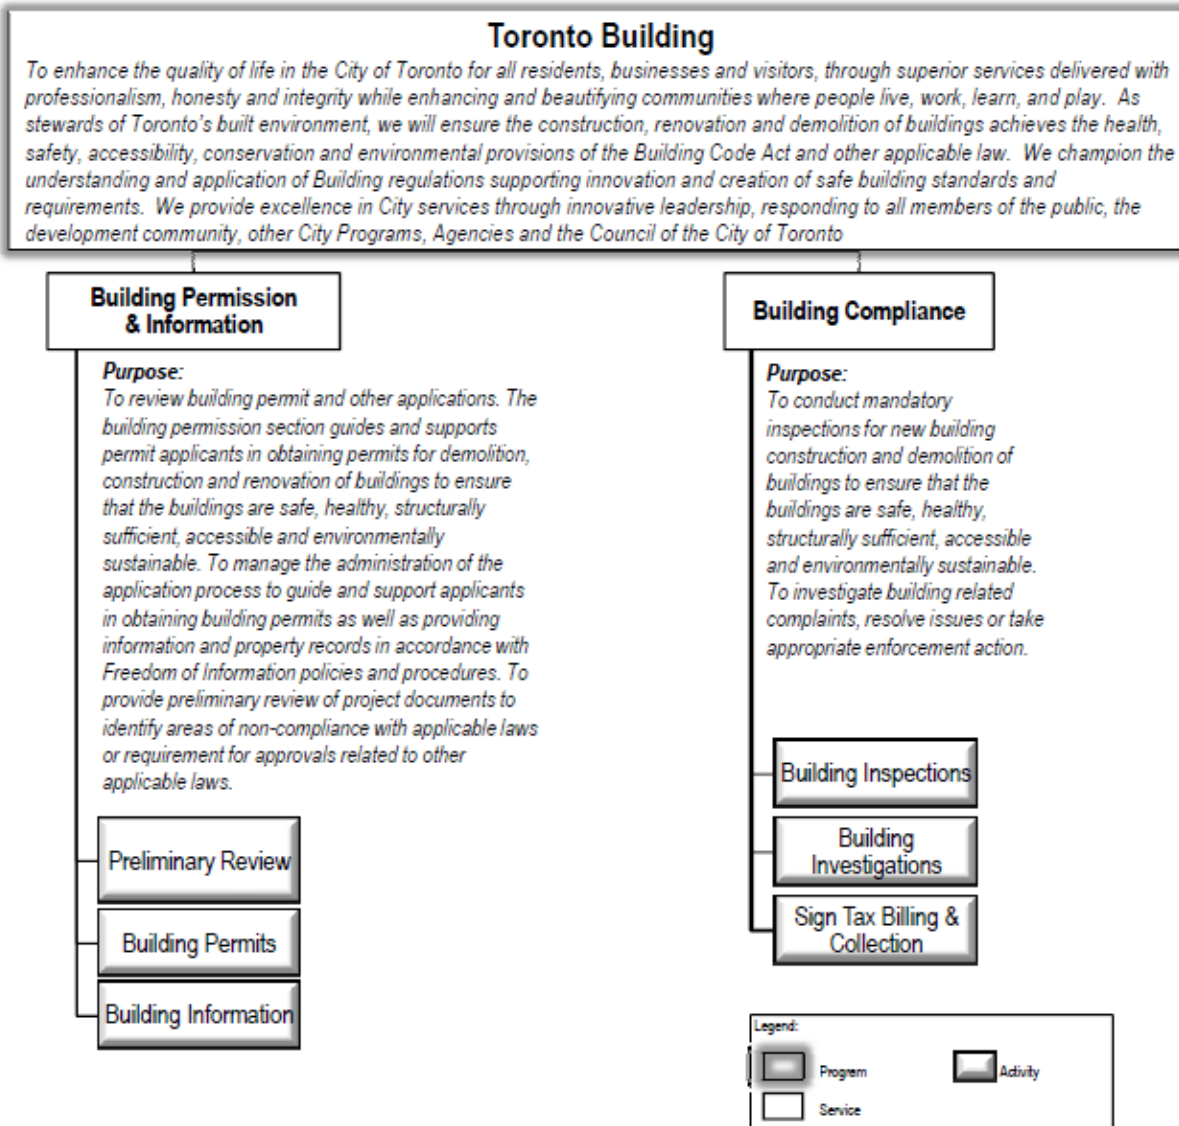 Toronto Building
To enhance the quality of life in the City of Toronto for all residents, businesses and visitors, through superior services delivered with
professionalism, honesty and integrity while enhancing and beautifying communities where people live, work, learn, and play.  As
stewards of Toronto's built environment, we will ensure the construction, renovation and demolition of buildings achieves the health,
safety, accessibility, conservation and environmental provisions of the Building Code Act and other applicable law.  We champion the
understanding and application of Building regulations supporting innovation and creation of safe building standards and
requirements.  We provide excellence in City services through innovative leadership, responding to all members of the public, the
development community, other City Programs, Agencies and the Council of the City of Toronto
Building Permission
& Information
Purpose:
To review building permit and other applications. The
building permission section guides and supports
permit applicants in obtaining permits for demolition,
construction and renovation of buildings to ensure
that the buildings are safe, healthy, structurally
sufficient, accessible and environmentally
sustainable. To manage the administration of the
application process to guide and support applicants
in obtaining building permits as well as providing
information and property records in accordance with
Freedom of Information policies and procedures. To
provide preliminary review of project documents to
identify areas of non-compliance with applicable laws
or requirement for approvals related to other
applicable laws.
Preliminary Review
Building Permits
Building Information
Building Compliance
Purpose:
To conduct mandatory
inspections for new building
construction and demolition of
buildings to ensure that the
buildings are safe, healthy,
structurally sufficient, accessible
and environmentally sustainable.
To investigate building related
complaints, resolve issues or take
appropriate enforcement action.
Building Inspections
Building
Investigations
Sign Tax Billing &
Collection
Legend:
Program
Activity
Service